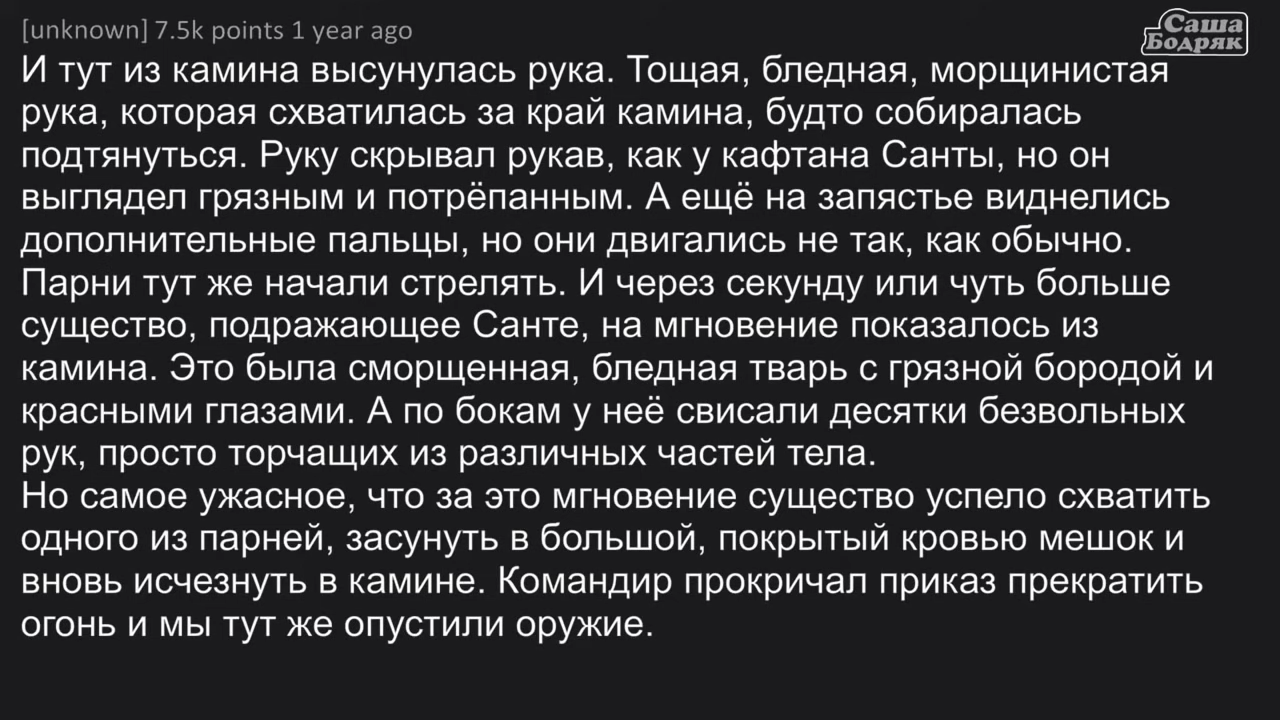 [unknown] 7.5k points 1 year ago
Саша
Бодряк
И тут из камина высунулась рука. Тощая, бледная, морщинистая
рука, которая схватилась за край камина, будто собиралась
подтянуться. Руку скрывал рукав, как у кафтана Санты, но он
выглядел грязным и потрёпанным. А ещё на запястье виднелись
дополнительные пальцы, но они двигались не так, как обычно.
Парни тут же начали стрелять. И через секунду или чуть больше
существо, подражающее Санте, на мгновение показалось из
камина. Это была сморщенная, бледная тварь с грязной бородой и
красными глазами. А по бокам у неё свисали десятки безвольных
рук, просто торчащих из различных частей тела.
Но самое ужасное, что за это мгновение существо успело схватить
одного из парней, засунуть в большой, покрытый кровью мешок и
вновь исчезнуть в камине. Командир прокричал приказ прекратить
огонь и мы тут же опустили оружие.